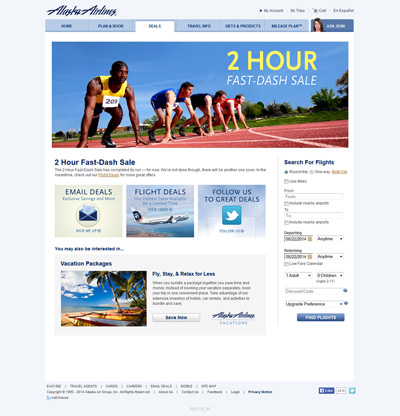 Alaska Airlines
My Account
My Trips
Cart
En Español
HOME
PLAN & BOOK
DEALS
TRAVEL INFO
GIFTS & PRODUCTS
MILEAGE PLAN™
ASK JENN
2 HOUR
FAST-DASH SALE
209
2 Hour Fast-Dash Sale
The 2 Hour Fast-Dash Sale has completed its run — for now. We're not done though, there will be another one soon. In the
meantime, check out our Flight Deals for more great offers.
EMAIL DEALS
Exclusive Savings and More
SIGN ME UP
FLIGHT DEALS
Our Hottest Fares Available
for a Limited Time
FOLLOW US
TO GREAT DEALS
FOLLOW US
You may also be interested in...
Vacation Packages
Fly, Stay, & Relax for Less
When you bundle a package together you save time and
money. Instead of booking your vacation separately, book
your trip in one convenient place. Take advantage of our
extensive inventory of hotels, car rentals, and activities to
bundle and save.
Save Now
Alaska Airlines
VACATIONS
Search For Flights
Round-trip
One-way
Multi-City
Use Miles
From
From
Include nearby airports
To
To
Include nearby airports
Departing
08/22/2014
Anytime
Returning
08/22/2014
Anytime
Low Fare Calendar
1 Adult
0 Children
(ages 2-17)
Discount Code
Upgrade Preference
FIND FLIGHTS
EASYBIZ | TRAVEL AGENTS | CARGO | CAREERS | EMAIL DEALS | MOBILE | SITE MAP
Copyright © 1995 - 2014 Alaska Air Group, Inc. All Rights Reserved. | About Us | Contact Us | Feedback | Legal | Privacy Notice
AdChoices
Like